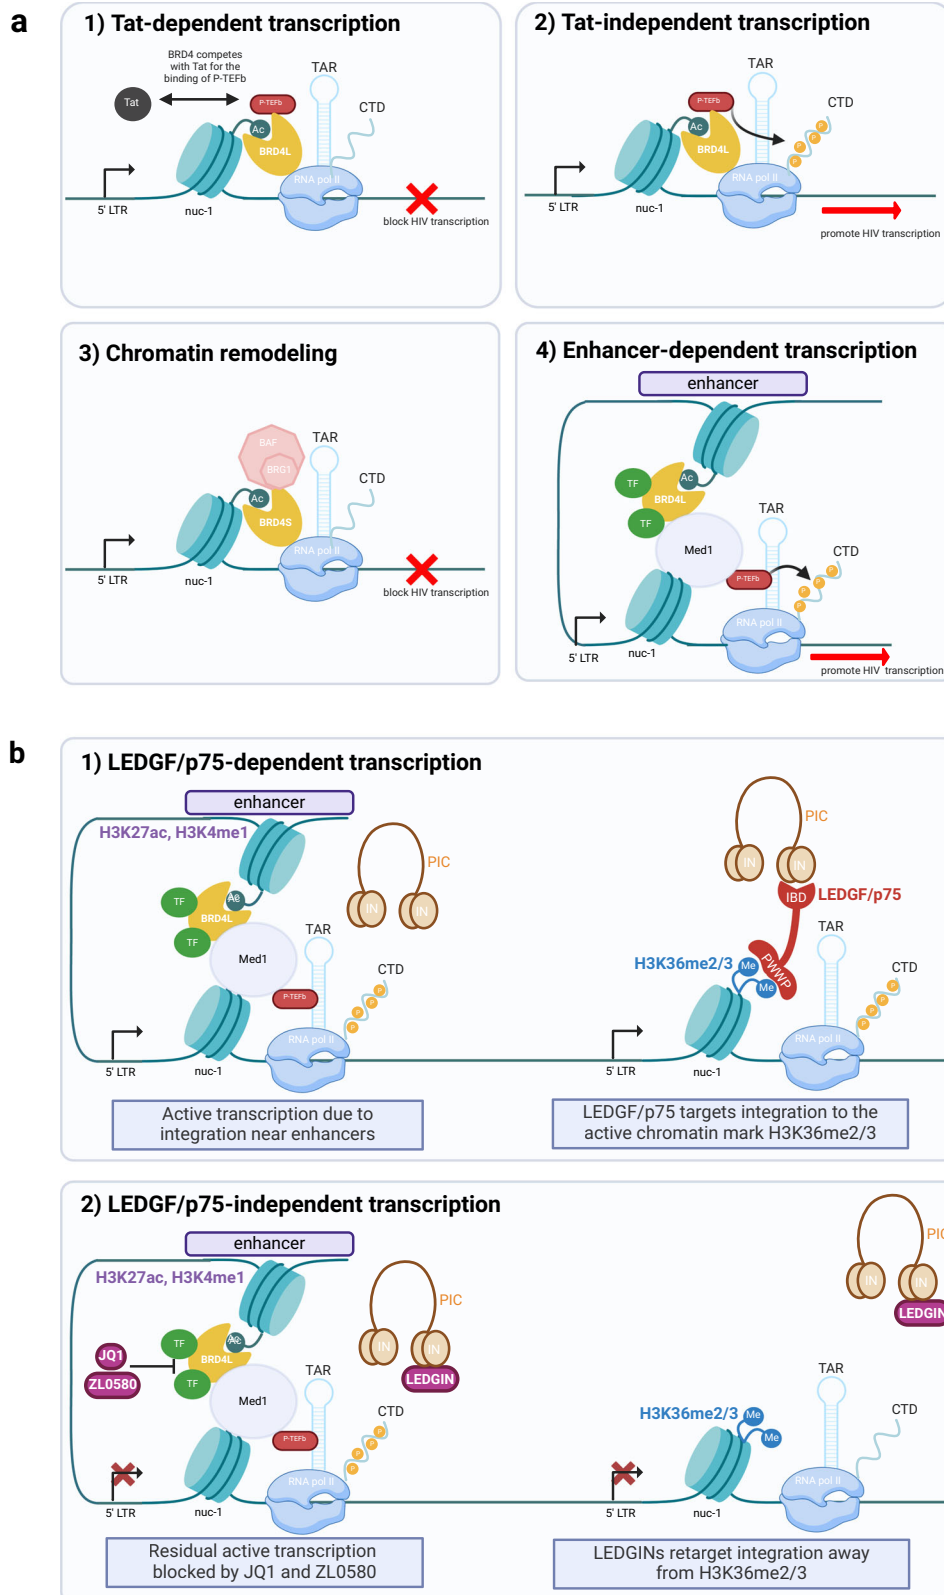 a
1) Tat-dependent transcription
BRD4 competes
with Tat for the
binding of P-TEFb
TAR
Tat
P-TEFb
CTD
Ac
BRD4L
RNA pol II
5' LTR
nuc-1
block HIV transcription
2) Tat-independent transcription
TAR
P-TEFb
CTD
Ac
P
P
P
P
BRD4L
RNA pol II
5' LTR
nuc-1
promote HIV transcription
3) Chromatin remodeling
BAF
TAR
BRG1
CTD
Ac
BRD4S
RNA pol II
5' LTR
nuc-1
block HIV transcription
4) Enhancer-dependent transcription
enhancer
TF
Ac
BRD4L
TF
TAR
Med1
CTD
P-TEFb
P
P
P
P
RNA pol II
5' LTR
nuc-1
promote HIV transcription
b
1) LEDGF/p75-dependent transcription
enhancer
H3K27ac, H3K4me1
PIC
TF
Ac
BRD4L
IN
IN
TF
TAR
Med1
CTD
P-TEFb
P
P
P
P
RNA pol II
5' LTR
nuc-1
Active transcription due to
integration near enhancers
PIC
IN
IN
IBD
LEDGF/p75
TAR
H3K36me2/3
Me
PWWP
Me
CTD
P
P
P
P
RNA pol II
5' LTR
nuc-1
LEDGF/p75 targets integration to the
active chromatin mark H3K36me2/3
2) LEDGF/p75-independent transcription
enhancer
H3K27ac, H3K4me1
PIC
TF
Ac
JQ1
BRD4L
IN
IN
ZL0580
TF
LEDGIN
TAR
Med1
CTD
P-TEFb
P
P
P
P
RNA pol II
5' LTR
nuc-1
Residual active transcription
blocked by JQ1 and ZL0580
PIC
IN
IN
LEDGIN
TAR
H3K36me2/3
Me
Me
CTD
RNA pol II
5' LTR
nuc-1
LEDGINs retarget integration away
from H3K36me2/3